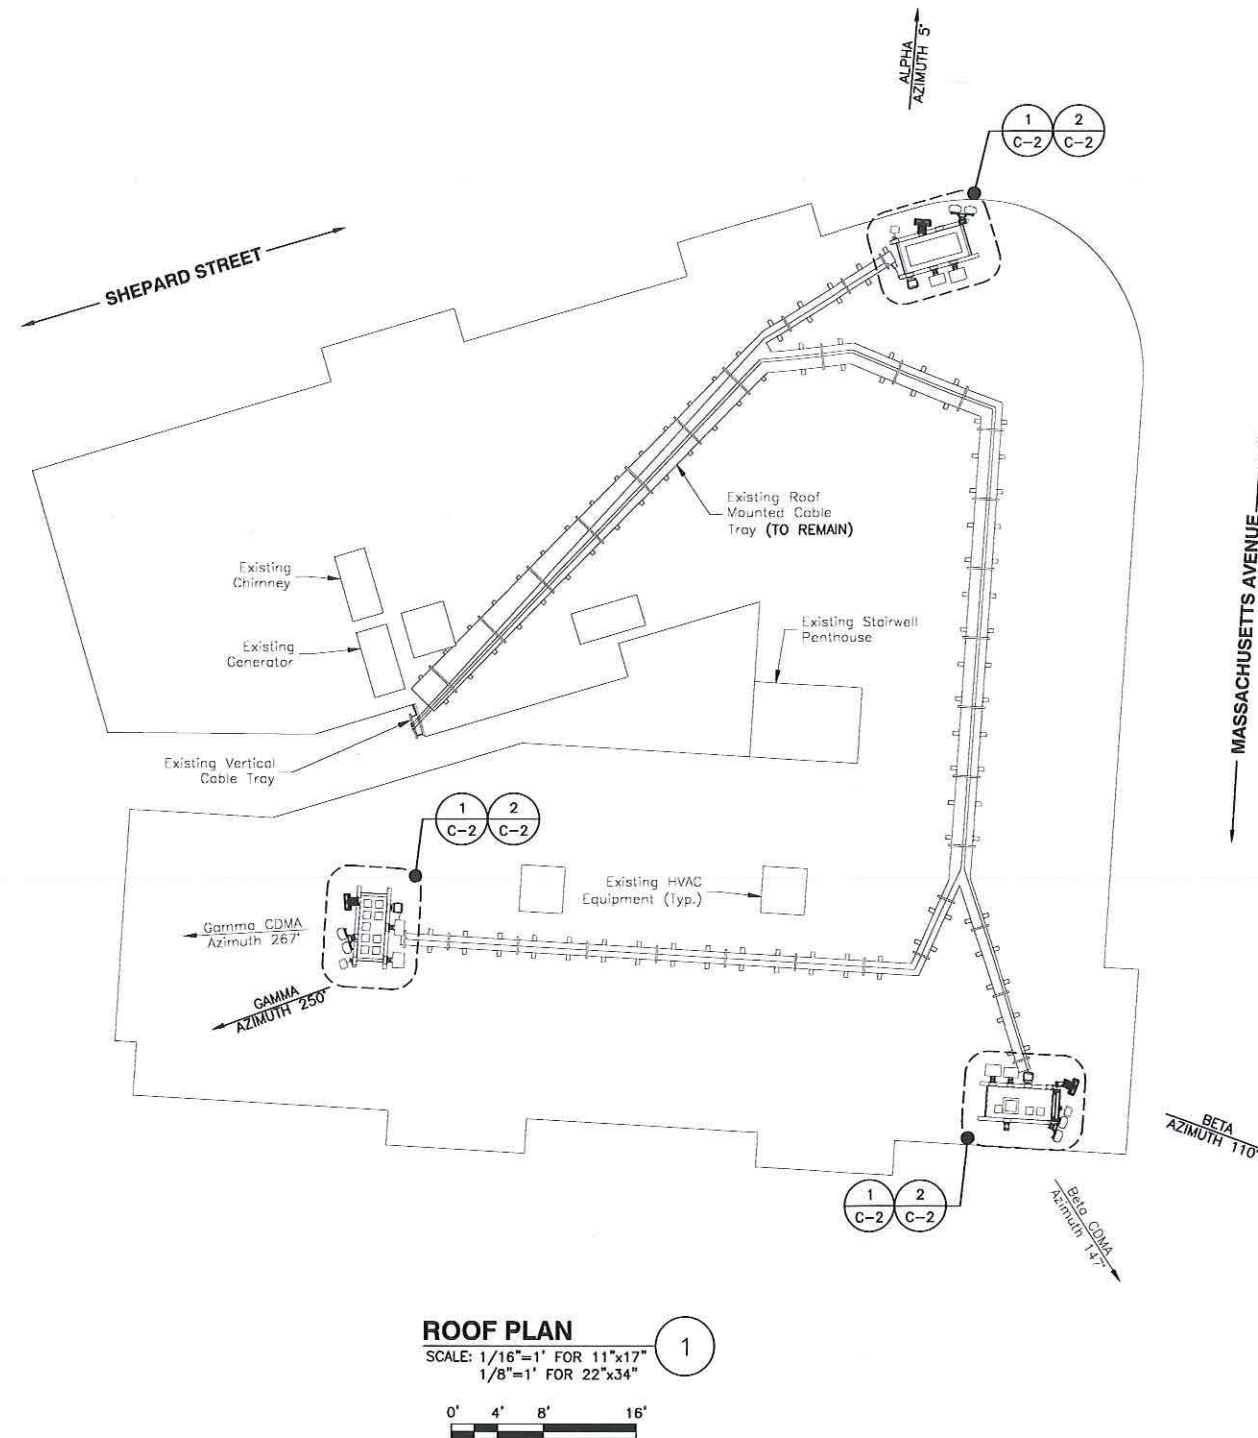 ALPHA
AZIMUTH 5°
1
2
C-2
C-2
SHEPARD STREET
Existing Roof
Mounted Cable
Tray (TO REMAIN)
MASSACHUSETTS AVENUE
Existing
Chimney
Existing
Generator
Existing Stairwell
Penthouse
Existing Vertical
Cable Tray
1
2
C-2
C-2
Existing HVAC
Equipment (Typ.)
Gamma CDMA
Azimuth 267°
GAMMA
AZIMUTH 250°
BETA
AZIMUTH 110°
1
2
C-2
C-2
Beta CDMA
Azimuth 147°
ROOF PLAN
1
SCALE: 1/16"=1' FOR 11"x17"
1/8"=1' FOR 22"x34"
0' 4' 8' 16'